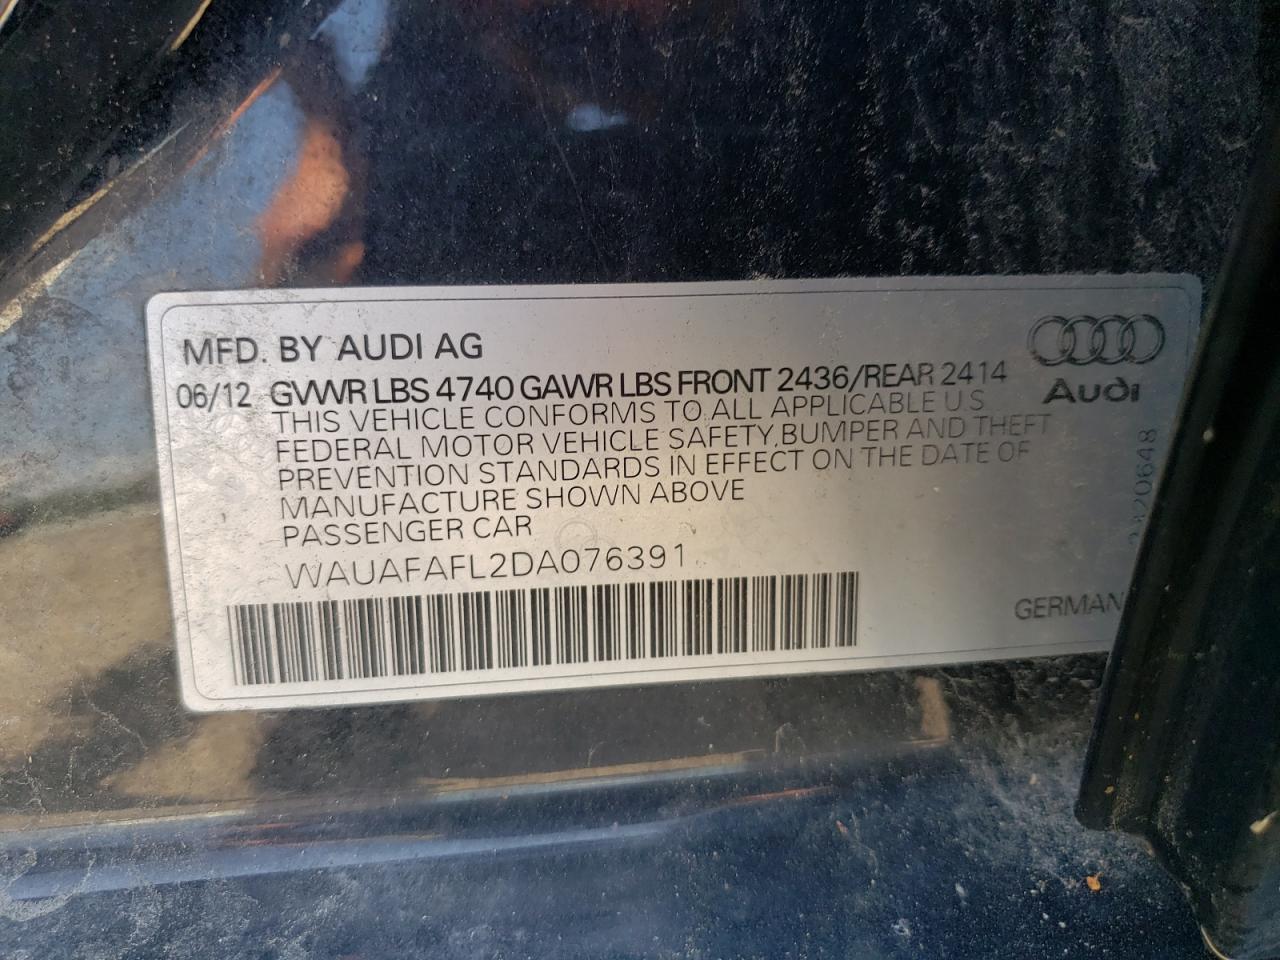 MFD. BY AUDI AG
06/12 GVWR LBS 4740 GAWR LBS FRONT 2436/REAR 2414
Audi
THIS VEHICLE CONFORMS TO ALL APPLICABLE U.S
FEDERAL MOTOR VEHICLE SAFETY, BUMPER AND THEFT
PREVENTION STANDARDS IN EFFECT ON THE DATE OF
MANUFACTURE SHOWN ABOVE
PASSENGER CAR
WAUAFAFL2DA076391
GERMAN